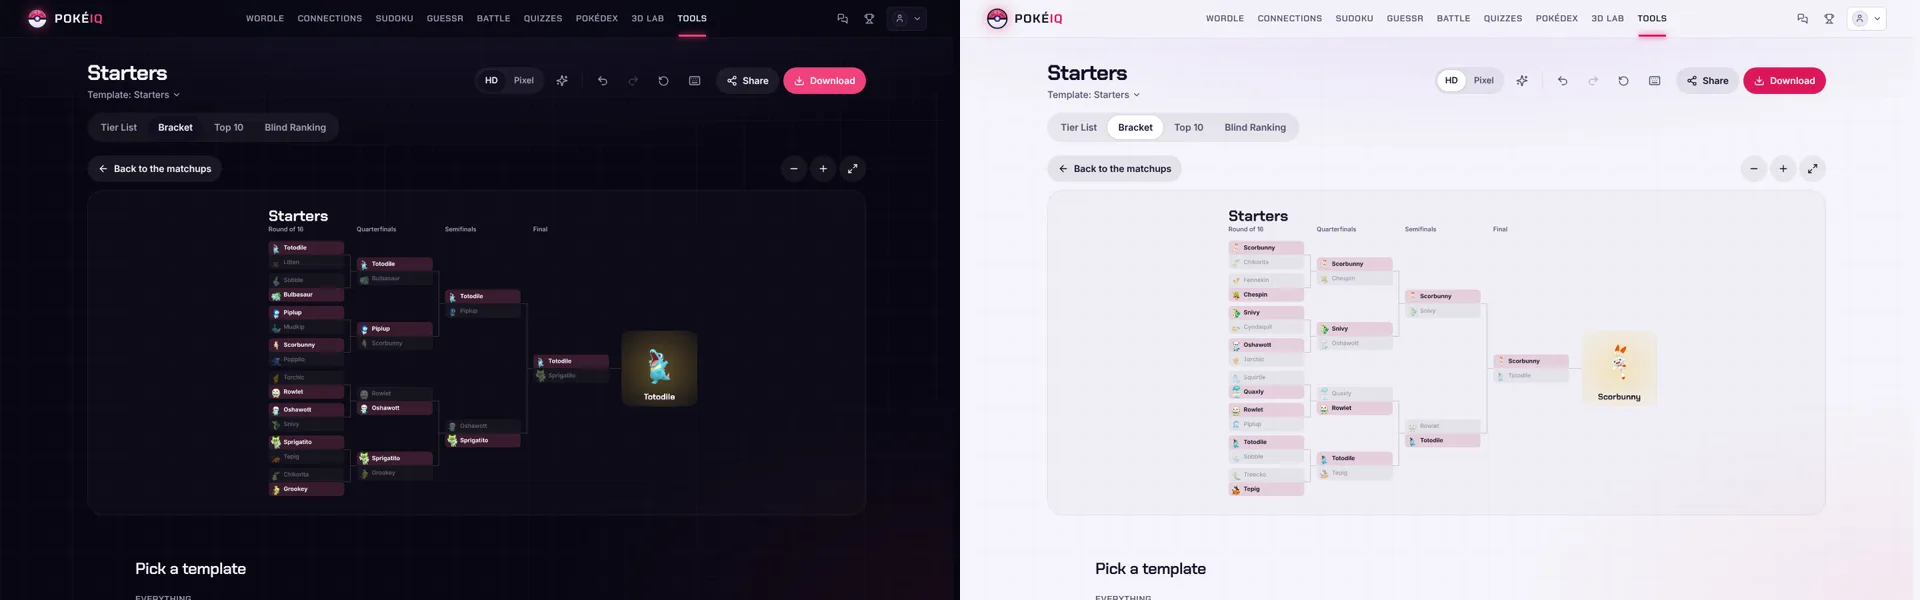 POKÉIQ
WORDLE CONNECTIONS SUDOKU GUESSR BATTLE QUIZZES POKÉDEX 3D LAB TOOLS
Starters
Template: Starters
HD Pixel
Share
Download
Tier List Bracket Top 10 Blind Ranking
Back to the matchups
Starters
Round of 16 Quarterfinals Semifinals Final
Totodile
Litten
Sobble
Bulbasaur
Piplup
Mudkip
Scorbunny
Popplio
Torchic
Rowlet
Oshawott
Snivy
Sprigatito
Tepig
Chikorita
Grookey
Totodile
Bulbasaur
Piplup
Scorbunny
Rowlet
Oshawott
Sprigatito
Grookey
Totodile
Piplup
Oshawott
Sprigatito
Totodile
Sprigatito
Totodile
Pick a template
EVERYTHING
POKÉIQ
WORDLE CONNECTIONS SUDOKU GUESSR BATTLE QUIZZES POKÉDEX 3D LAB TOOLS
Starters
Template: Starters
HD Pixel
Share
Download
Tier List Bracket Top 10 Blind Ranking
Back to the matchups
Starters
Round of 16 Quarterfinals Semifinals Final
Scorbunny
Chikorita
Fennekin
Chespin
Snivy
Cyndaquil
Oshawott
Torchic
Squirtle
Quaxly
Rowlet
Piplup
Totodile
Sobble
Treecko
Tepig
Scorbunny
Chespin
Snivy
Oshawott
Quaxly
Rowlet
Totodile
Tepig
Scorbunny
Snivy
Rowlet
Totodile
Scorbunny
Totodile
Scorbunny
Pick a template
EVERYTHING